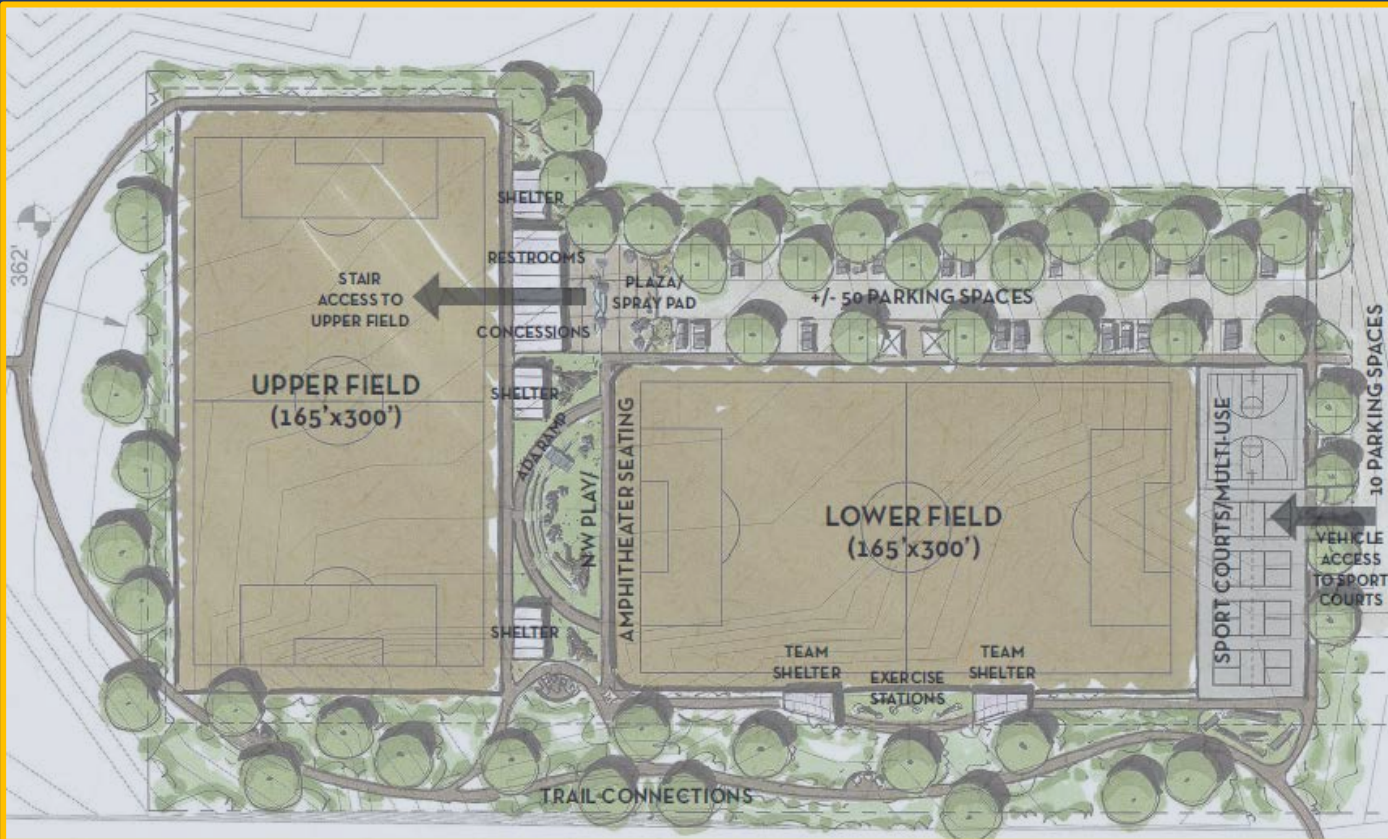 SHELTER
RESTROOMS
STAIR
ACCESS TO
UPPER FIELD
PLAZA/
SPRAY PAD
+/- 50 PARKING SPACES
CONCESSIONS
362'
UPPER FIELD
(165'x300')
SHELTER
ADA RAMP
NW PLAY/
AMPHITHEATER SEATING
LOWER FIELD
(165'x300')
SPORT COURTS/MULTI-USE
10 PARKING SPACES
VEHICLE
ACCESS
TO SPORT
COURTS
SHELTER
TEAM
SHELTER
EXERCISE
STATIONS
TEAM
SHELTER
TRAIL CONNECTIONS